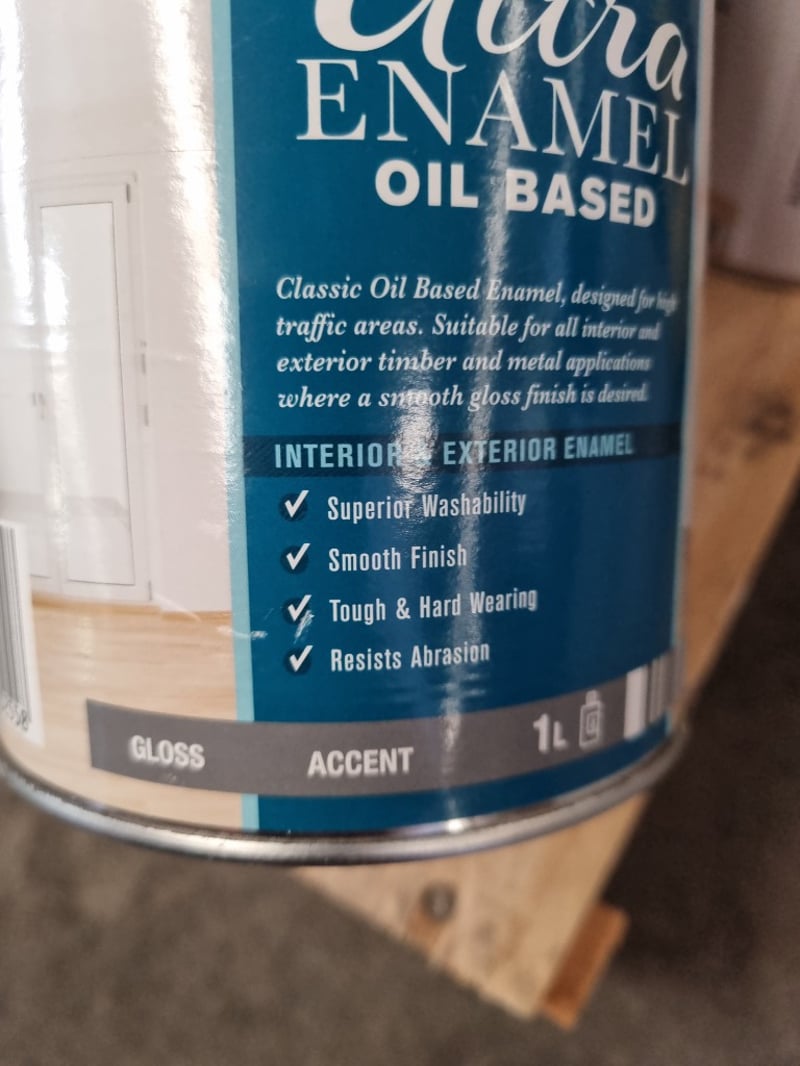 Ultra
ENAMEL
OIL BASED
Classic Oil Based Enamel, designed for high
traffic areas. Suitable for all interior and
exterior timber and metal applications
where a smooth gloss finish is desired.
INTERIOR & EXTERIOR ENAMEL
Superior Washability
Smooth Finish
Tough & Hard Wearing
Resists Abrasion
GLOSS ACCENT 1L